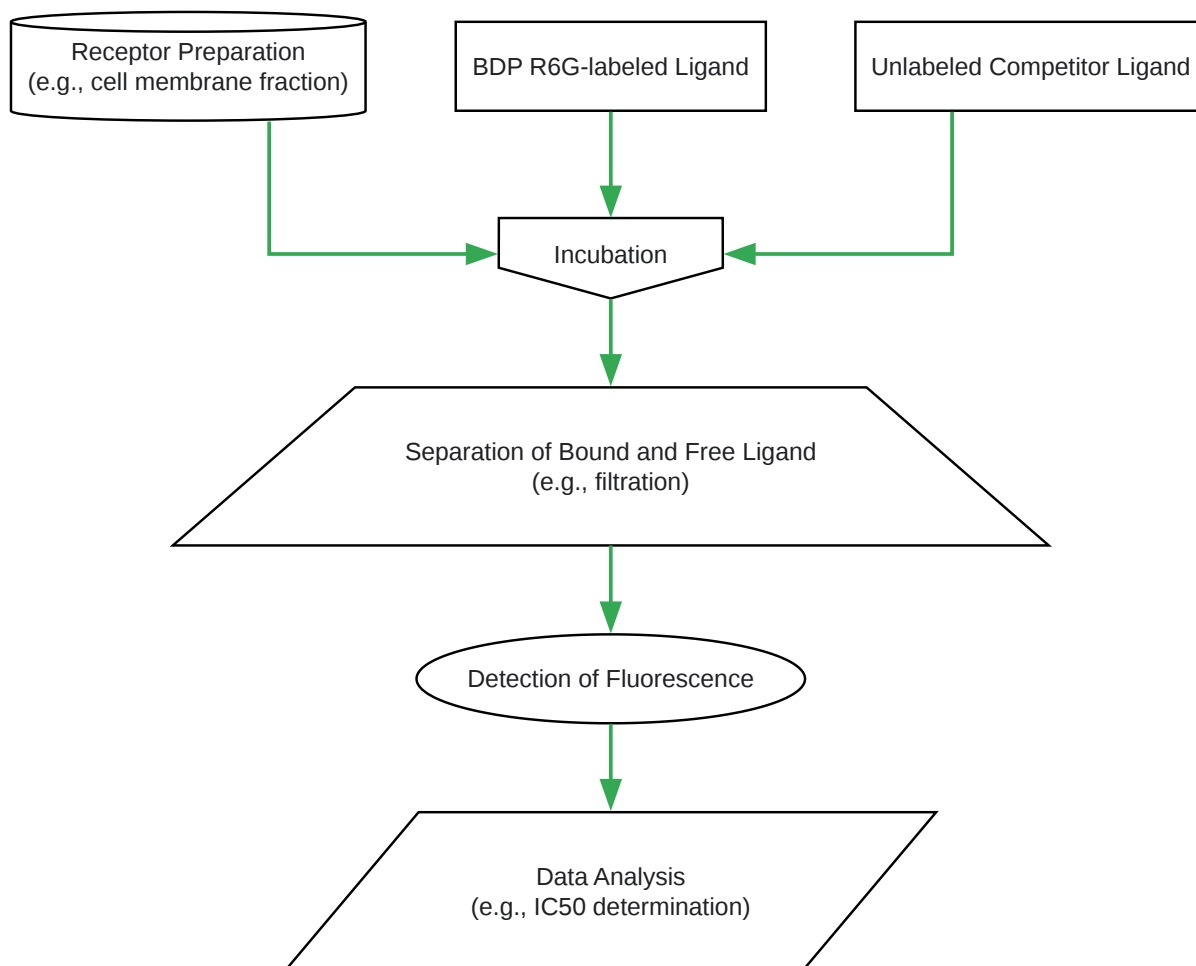 Receptor Preparation
(e.g., cell membrane fraction)
BDP R6G-labeled Ligand
Unlabeled Competitor Ligand
Incubation
Separation of Bound and Free Ligand
(e.g., filtration)
Detection of Fluorescence
Data Analysis
(e.g., IC50 determination)